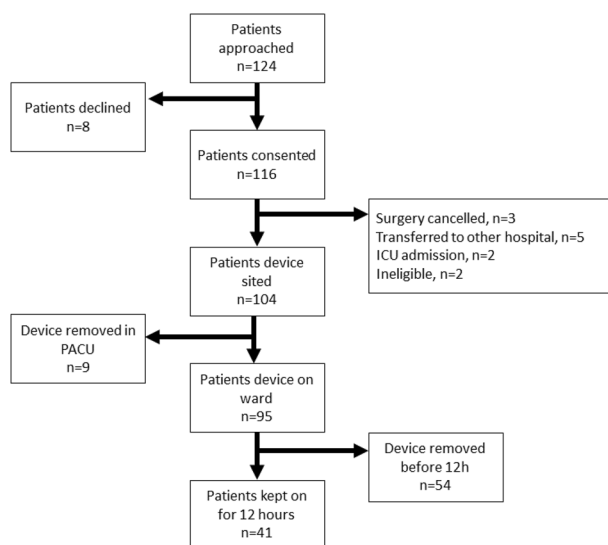 Patients
approached
n=124
Patients declined
n=8
Patients consented
n=116
Surgery cancelled, n=3
Transferred to other hospital, n=5
ICU admission, n=2
Ineligible, n=2
Patients device
sited
n=104
Device removed in
PACU
n=9
Patients device on
ward
n=95
Device removed
before 12h
n=54
Patients kept on
for 12 hours
n=41